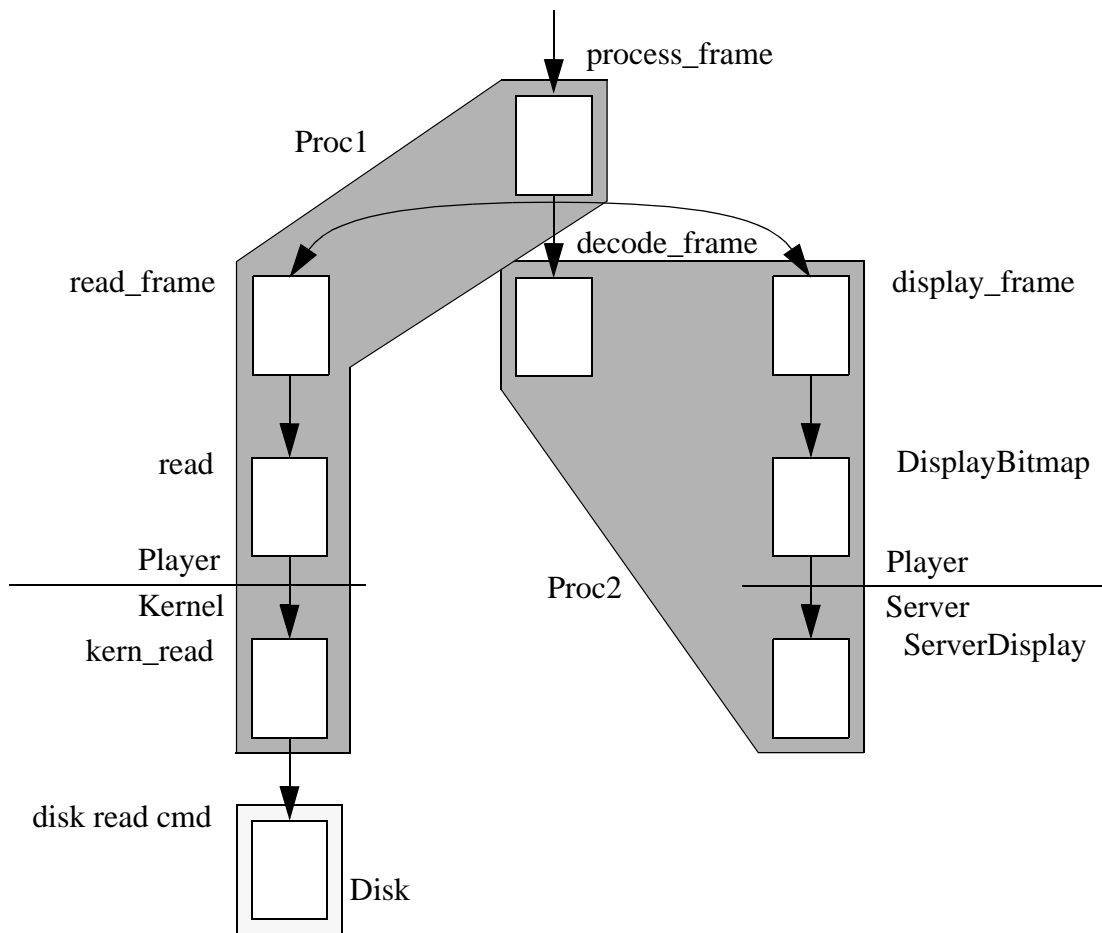 process_frame
Proc1
decode_frame
read_frame
display_frame
read
DisplayBitmap
Player
Player
Proc2
Kernel
Server
kern_read
ServerDisplay
disk read cmd
Disk